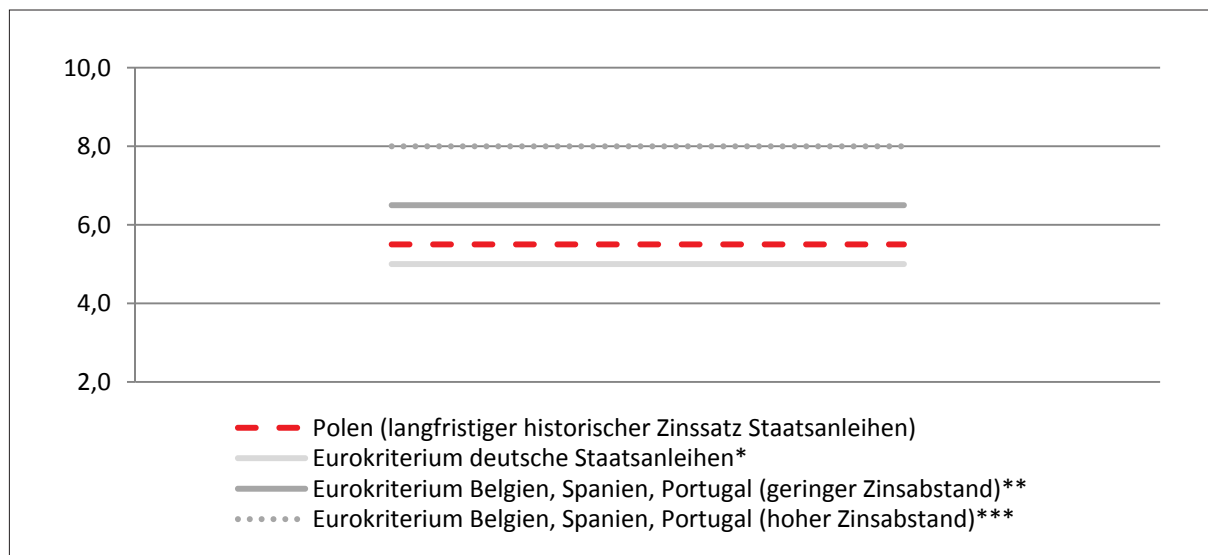 10,0
8,0
6,0
4,0
2,0
Polen (langfristiger historischer Zinssatz Staatsanleihen)
Eurokriterium deutsche Staatsanleihen*
Eurokriterium Belgien, Spanien, Portugal (geringer Zinsabstand)**
Eurokriterium Belgien, Spanien, Portugal (hoher Zinsabstand)***